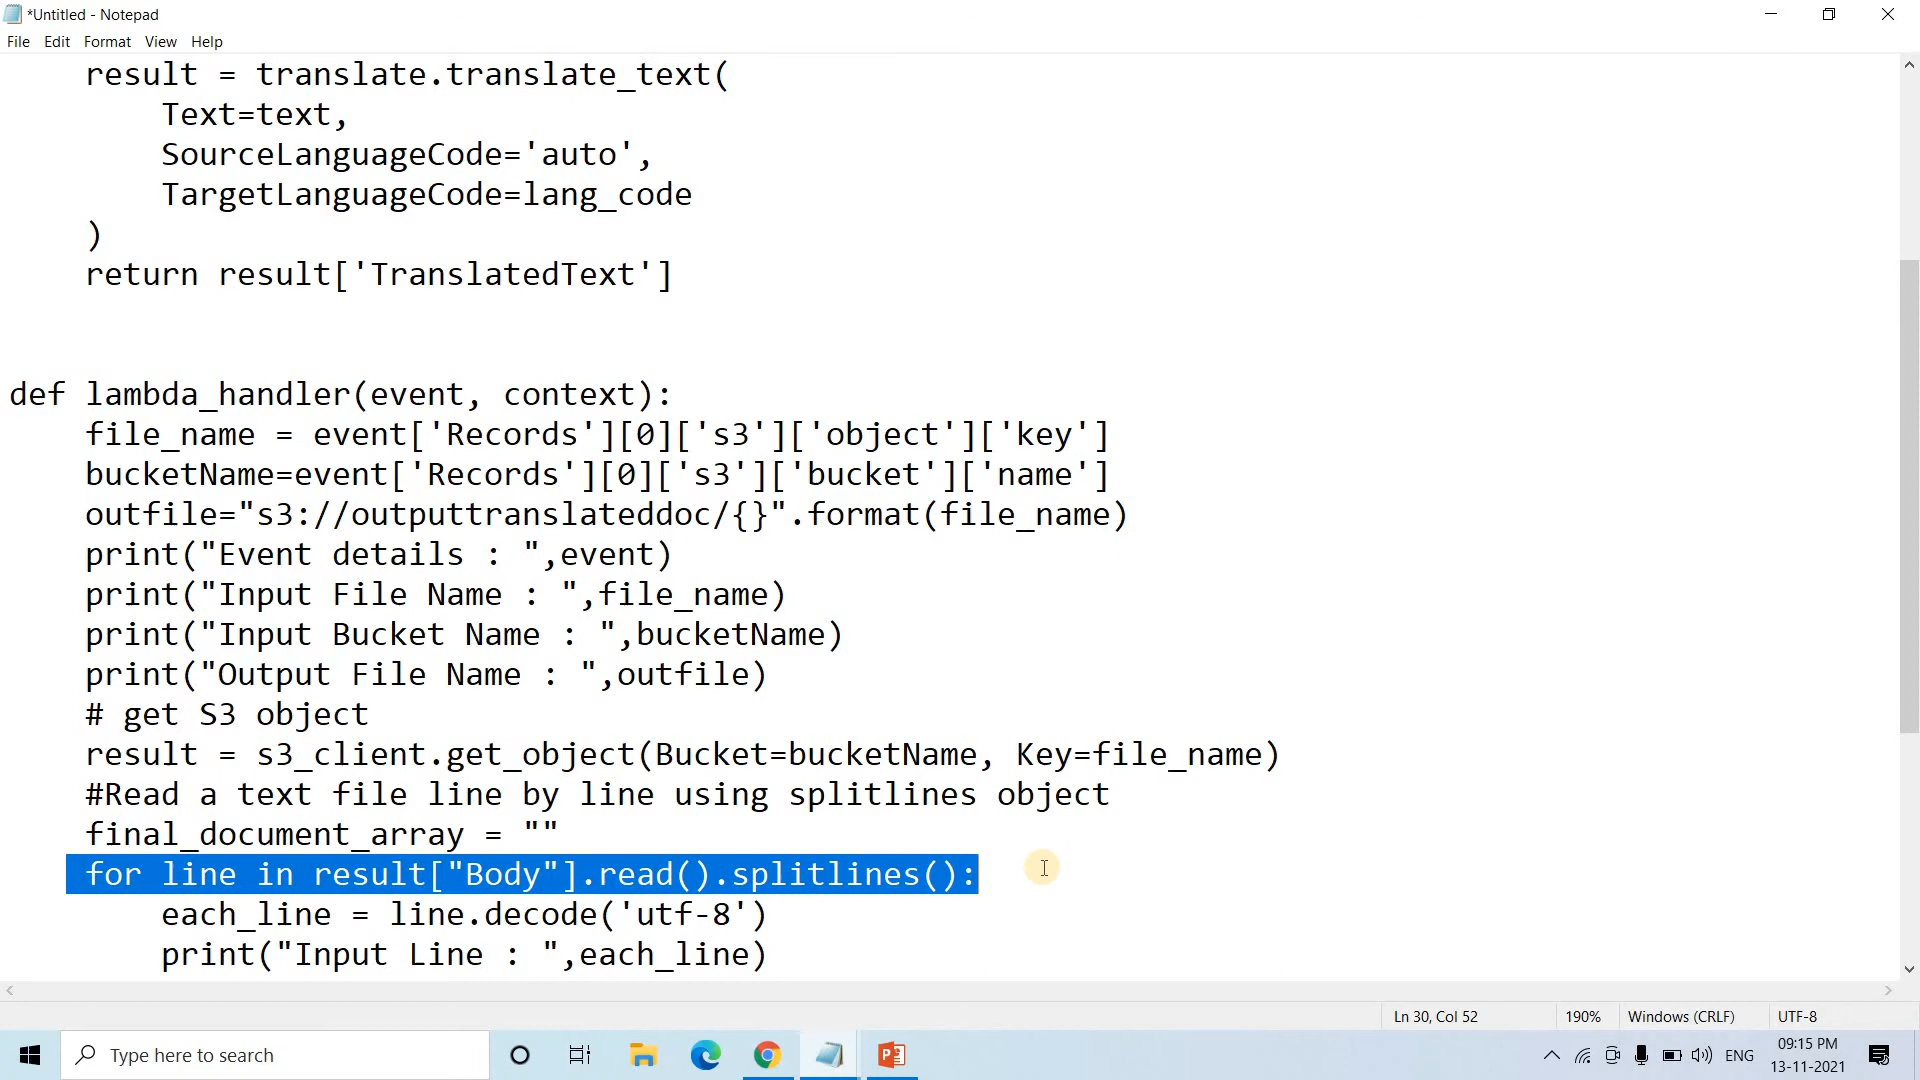 *Untitled - Notepad
File Edit Format View Help
result = translate.translate_text(
Text=text,
SourceLanguageCode='auto',
TargetLanguageCode=lang_code
)
return result['TranslatedText']
def lambda_handler(event, context):
file_name = event['Records'][0]['s3']['object']['key']
bucketName=event['Records'][0]['s3']['bucket']['name']
outfile="s3://outputtranslateddoc/{}".format(file_name)
print("Event details : ",event)
print("Input File Name : ",file_name)
print("Input Bucket Name : ",bucketName)
print("Output File Name : ",outfile)
# get S3 object
result = s3_client.get_object(Bucket=bucketName, Key=file_name)
#Read a text file line by line using splitlines object
final_document_array = ""
for line in result["Body"].read().splitlines():
each_line = line.decode('utf-8')
print("Input Line : ",each_line)
Ln 30, Col 52 190% Windows (CRLF) UTF-8
Type here to search
ENG
09:15 PM
13-11-2021